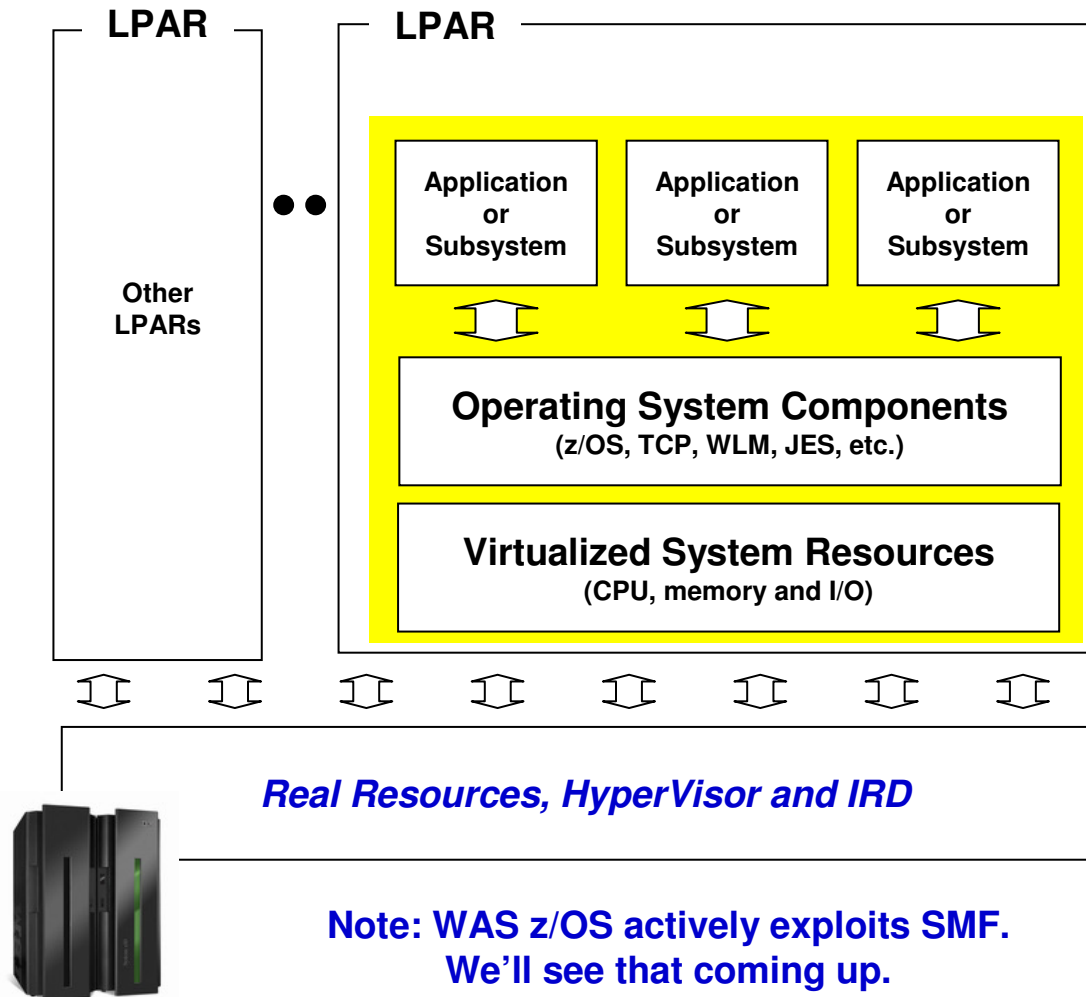 LPAR
LPAR
Other
LPARs
Application
or
Subsystem
Application
or
Subsystem
Application
or
Subsystem
Operating System Components
(z/OS, TCP, WLM, JES, etc.)
Virtualized System Resources
(CPU, memory and I/O)
Real Resources, HyperVisor and IRD
Note: WAS z/OS actively exploits SMF.
We'll see that coming up.